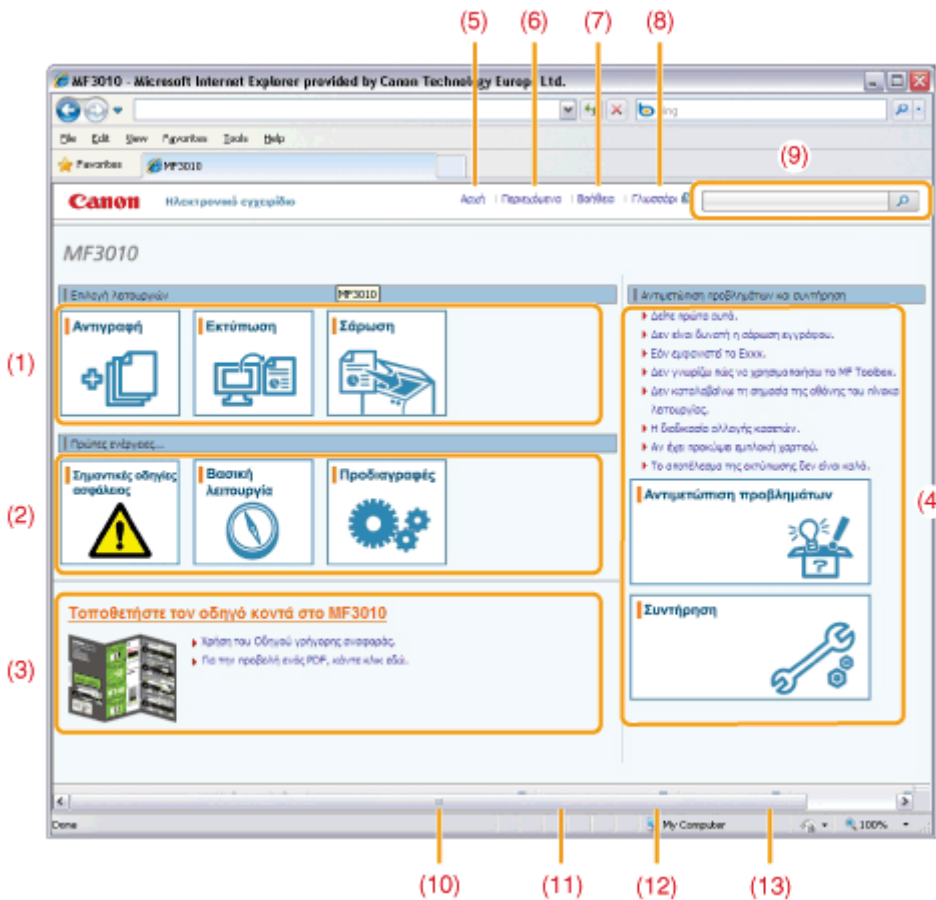 (5) (6) (7) (8)
MF3010 - Microsoft Internet Explorer provided by Canon Technology Europe Ltd.
Bing
File Edit View Favorites Tools Help
Favorites MF3010
(9)
Canon Ηλεκτρονικό εγχειρίδιο Αρχή | Περιεχόμενα | Βοήθεια | Γλωσσάρι
MF3010
Επιλογή λειτουργιών MF3010
Αντιγραφή Εκτύπωση Σάρωση
(1)
Πρώτες ενέργειες...
Σημαντικές οδηγίες ασφάλειας
Βασική λειτουργία
Προδιαγραφές
(2)
Τοποθετήστε τον οδηγό κοντά στο MF3010
Χρήση του Οδηγού γρήγορης αναφοράς.
Για την προβολή ενός PDF, κάντε κλικ εδώ.
(3)
Αντιμετώπιση προβλημάτων και συντήρηση
Δείτε πρώτα αυτά.
Δεν είναι δυνατή η σάρωση εγγράφου.
Εάν εμφανιστεί το Exxx.
Δεν γνωρίζω πώς να χρησιμοποιήσω το MF Toolbox.
Δεν καταλαβαίνω τη σημασία της οθόνης του πίνακα
λειτουργίας.
Η διαδικασία αλλαγής κασετών.
Αν έχει προκύψει εμπλοκή χαρτιού.
Το αποτέλεσμα της εκτύπωσης δεν είναι καλό.
Αντιμετώπιση προβλημάτων
(4
Συντήρηση
Done My Computer 100%
(10) (11) (12) (13)